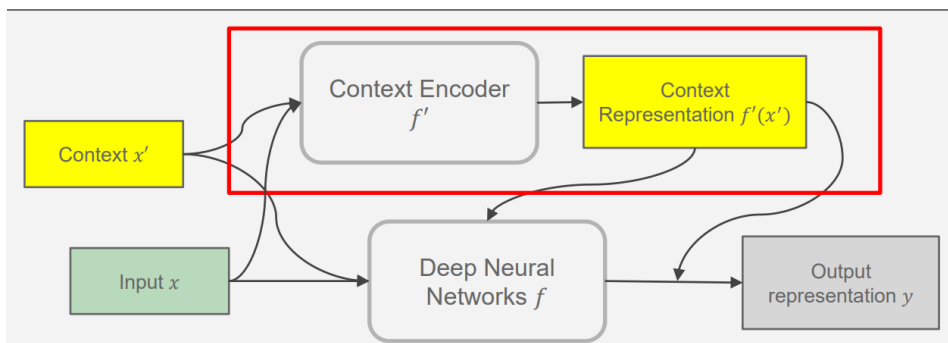 Context Encoder
f′
Context
Representation f′(x′)
Context x′
Input x
Deep Neural
Networks f
Output
representation y